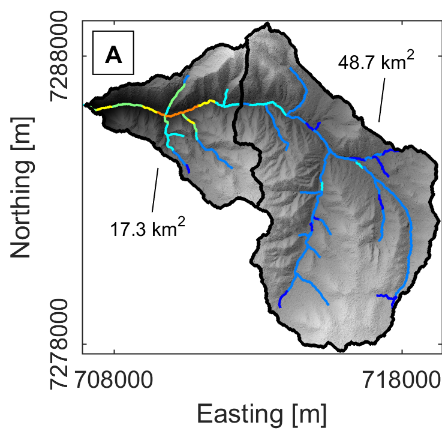 A
48.7 km²
17.3 km²
Northing [m]
7288000
7278000
708000
718000
Easting [m]